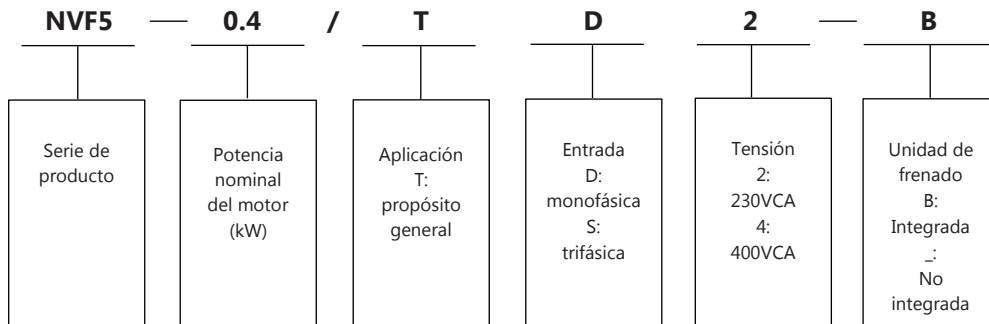 NVF5 — 0.4 / T D 2 — B
Serie de
producto
Potencia
nominal
del motor
(kW)
Aplicación
T:
propósito
general
Entrada
D:
monofásica
S:
trifásica
Tensión
2:
230VCA
4:
400VCA
Unidad de
frenado
B:
Integrada
_:
No
integrada